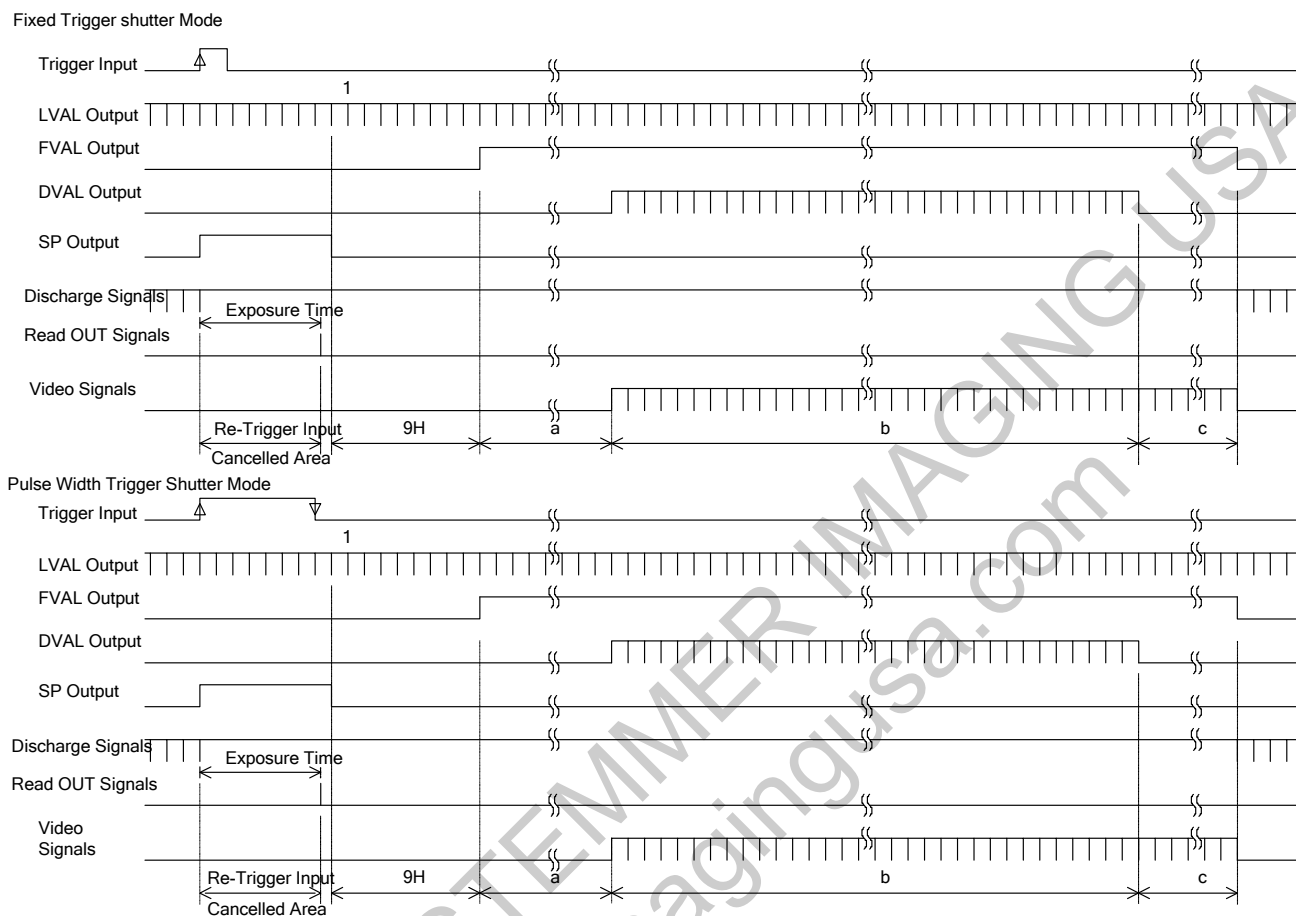 Fixed Trigger shutter Mode
Trigger Input
1
LVAL Output
FVAL Output
DVAL Output
SP Output
Discharge Signals
Exposure Time
Read OUT Signals
Video Signals
Re-Trigger Input
9H
a
b
c
Cancelled Area
Pulse Width Trigger Shutter Mode
Trigger Input
1
LVAL Output
FVAL Output
DVAL Output
SP Output
Discharge Signals
Exposure Time
Read OUT Signals
Video
Signals
Re-Trigger Input
9H
a
b
c
Cancelled Area
STEMMER IMAGING USA
imagingusa.com